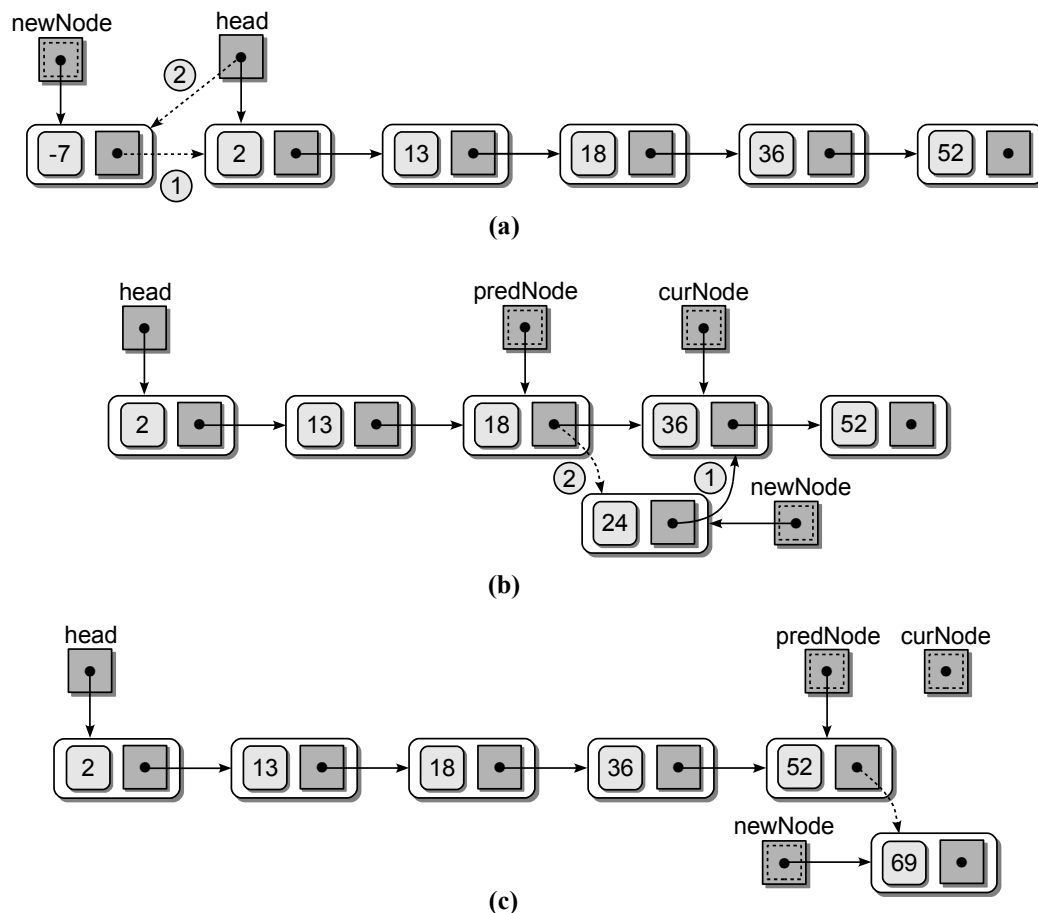 newNode head
2
-7 2 13 18 36 52
1
(a)
head predNode curNode
2 13 18 36 52
2 1 newNode
24
(b)
head predNode curNode
2 13 18 36 52
newNode
69
(c)